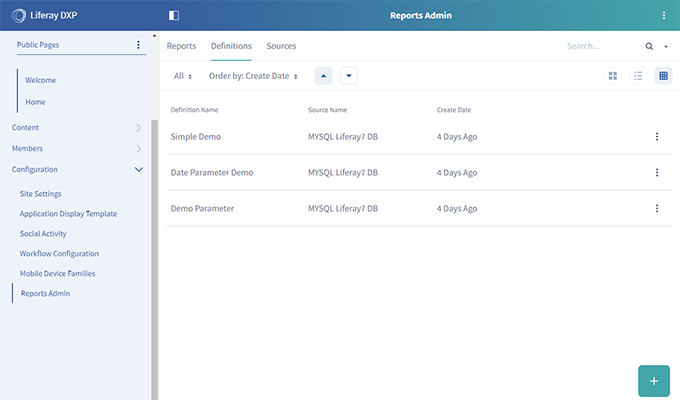 Liferay DXP
Reports Admin
Public Pages
Welcome
Home
Content
Members
Configuration
Site Settings
Application Display Template
Social Activity
Workflow Configuration
Mobile Device Families
Reports Admin
Reports Definitions Sources
Search...
All Order by: Create Date
Definition Name Source Name Create Date
Simple Demo MYSQL Liferay7 DB 4 Days Ago
Date Parameter Demo MYSQL Liferay7 DB 4 Days Ago
Demo Parameter MYSQL Liferay7 DB 4 Days Ago